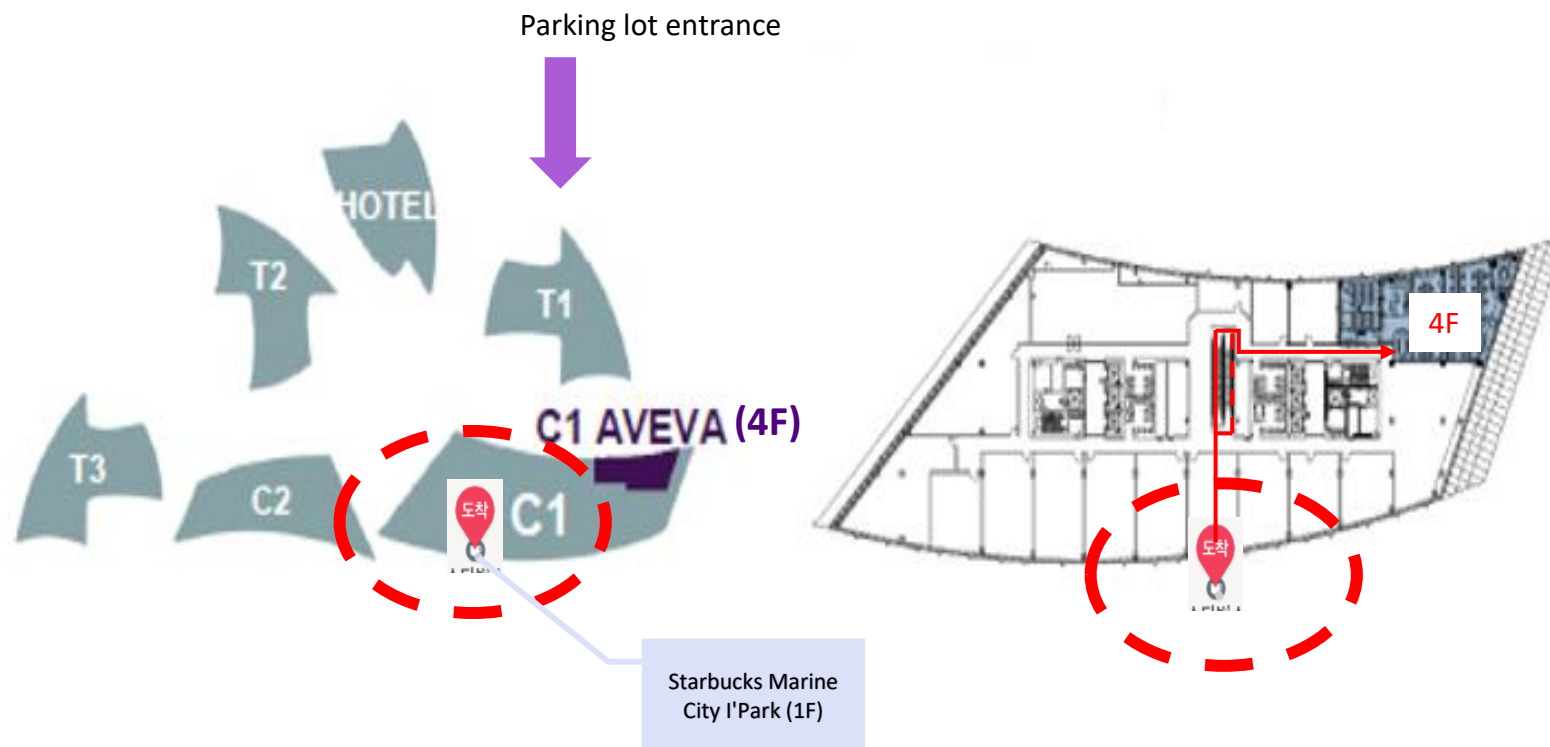 Parking lot entrance
HOTEL
T2
T1
4F
C1 AVEVA (4F)
T3
C2
C1
도착
도착
Starbucks Marine
City I'Park (1F)